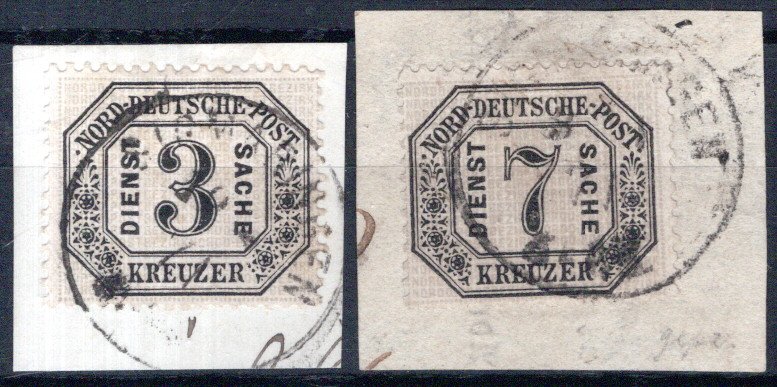 NORD-DEUTSCHE-POST
DIENST
3
SACHE
KREUZER
NORD-DEUTSCHE-POST
DIENST
7
SACHE
KREUZER